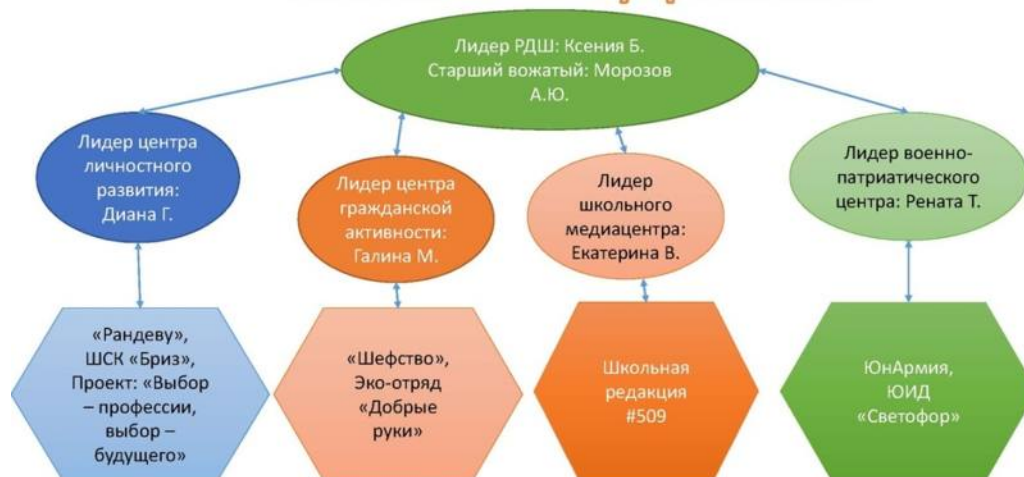 Лидер РДШ: Ксения Б.
Старший вожатый: Морозов
А.Ю.
Лидер центра
личностного
развития:
Диана Г.
Лидер центра
гражданской
активности:
Галина М.
Лидер
школьного
медиацентра:
Екатерина В.
Лидер военно-
патриатического
центра: Рената Т.
«Рандеву»,
ШСК «Бриз»,
Проект: «Выбор
– профессии,
выбор –
будущего»
«Шефство»,
Эко-отряд
«Добрые
руки»
Школьная
редакция
#509
ЮнАрмия,
ЮИД
«Светофор»